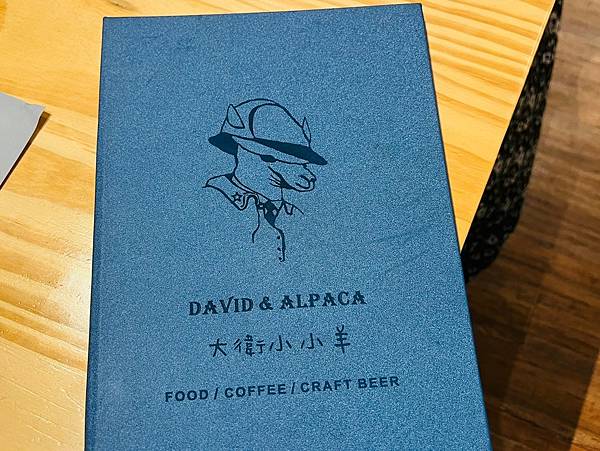 DAVID & ALPACA
大衛小小羊
FOOD / COFFEE / CRAFT BEER